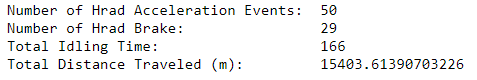 Number of Hrad Acceleration Events: 50
Number of Hrad Brake: 29
Total Idling Time: 166
Total Distance Traveled (m): 15403.61390703226